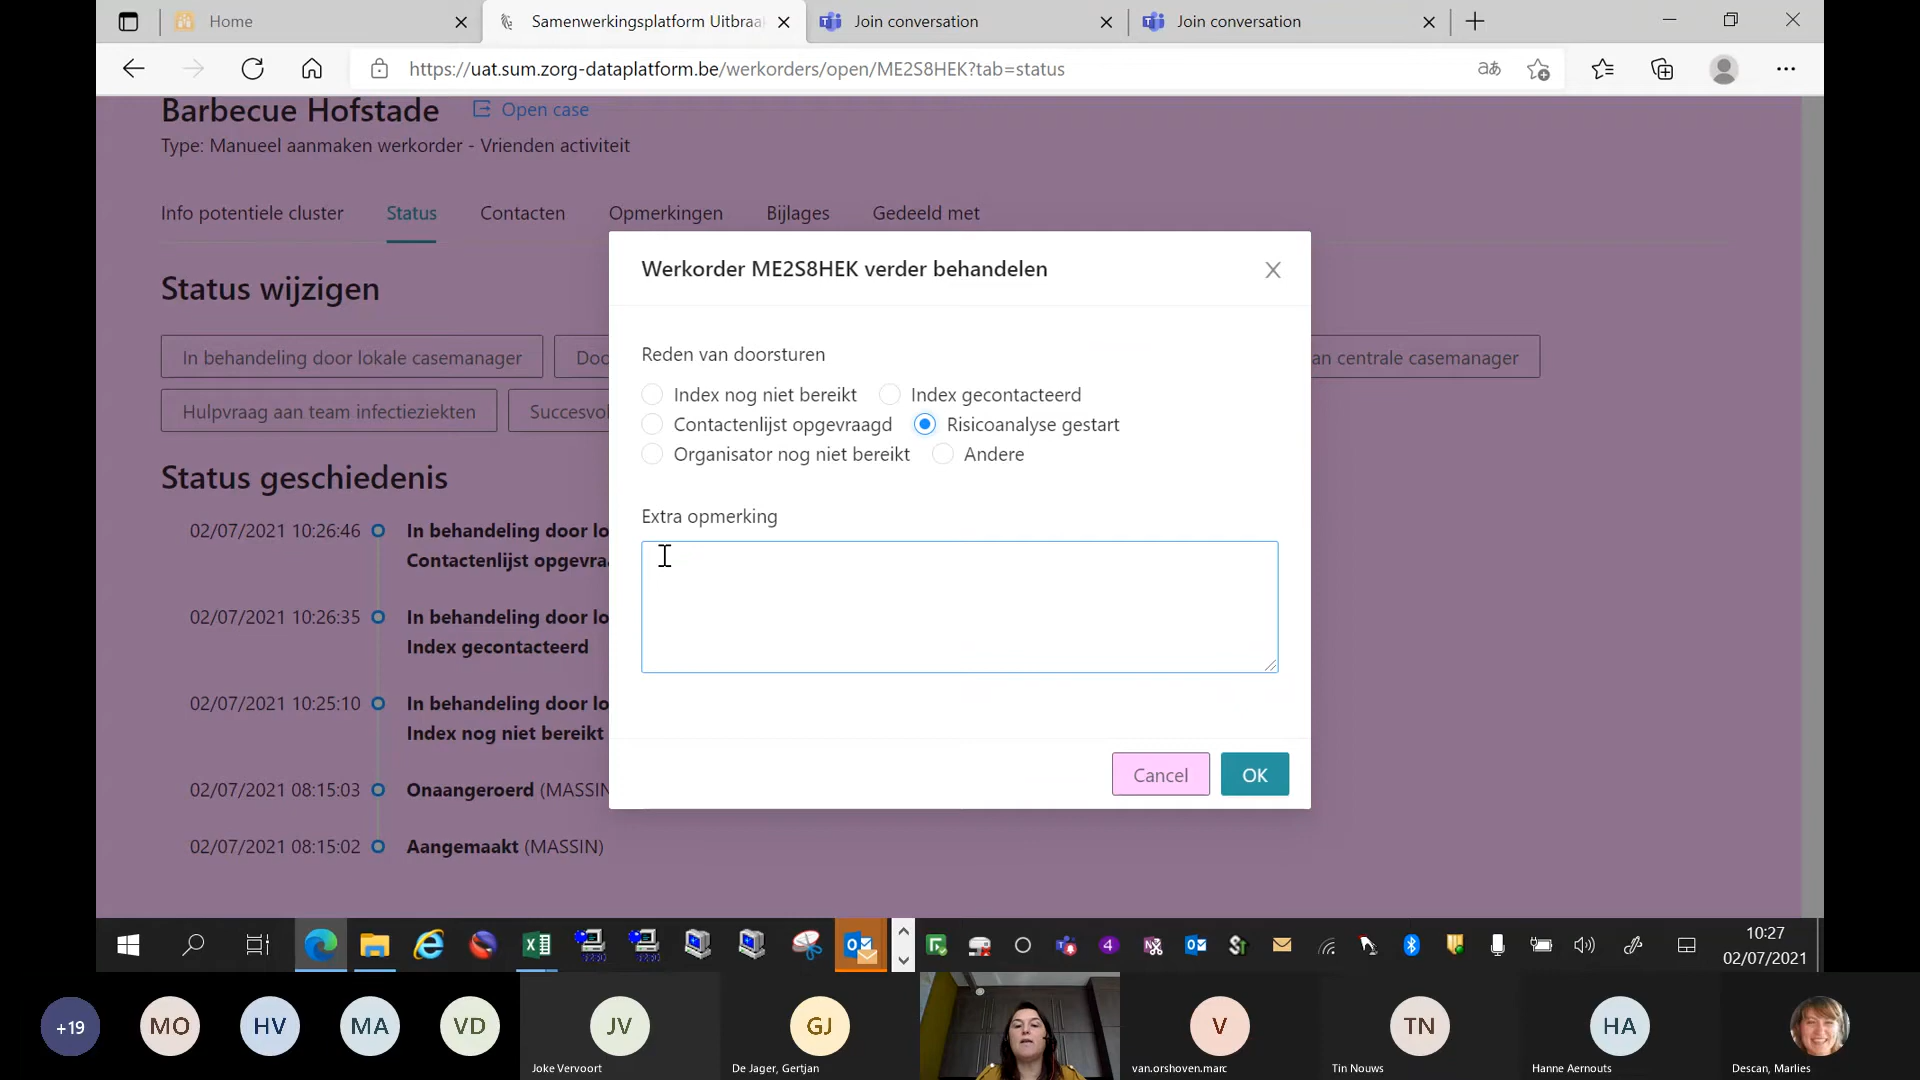 Home
Samenwerkingsplatform Uitbraa
Join conversation
Join conversation
https://uat.sum.zorg-dataplatform.be/werkorders/open/ME2S8HEK?tab=status
Barbecue Hofstade
Open case
Type: Manueel aanmaken werkorder - Vrienden activiteit
Info potentiele cluster
Status
Contacten
Opmerkingen
Bijlages
Gedeeld met
Status wijzigen
In behandeling door lokale casemanager
Doo
an centrale casemanager
Hulpvraag aan team infectieziekten
Succesvol
Status geschiedenis
02/07/2021 10:26:46
In behandeling door lo
Contactenlijst opgevra
02/07/2021 10:26:35
In behandeling door lo
Index gecontacteerd
02/07/2021 10:25:10
In behandeling door lo
Index nog niet bereikt
02/07/2021 08:15:03
Onaangeroerd (MASSIN
02/07/2021 08:15:02
Aangemaakt (MASSIN)
Werkorder ME2S8HEK verder behandelen
Reden van doorsturen
Index nog niet bereikt
Index gecontacteerd
Contactenlijst opgevraagd
Risicoanalyse gestart
Organisator nog niet bereikt
Andere
Extra opmerking
Cancel
OK
10:27
02/07/2021
+19
MO
HV
MA
VD
JV
Joke Vervoort
GJ
De Jager, Gertjan
V
van.orshoven.marc
TN
Tin Nouws
HA
Hanne Aernouts
Descan, Marlies